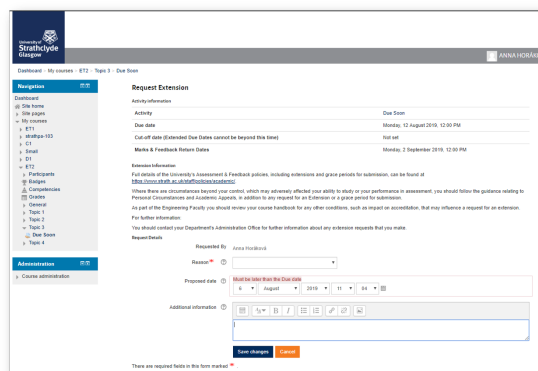 University of
Strathclyde
Glasgow
ANNA HORÁK
Dashboard - My courses - ET2 - Topic 3 - Due Soon
Navigation
Dashboard
Site home
Site pages
My courses
ET1
strathps-103
C1
Small
D1
ET2
Participants
Badges
Competencies
Grades
General
Topic 1
Topic 2
Topic 3
Due Soon
Topic 4
Administration
Course administration
Request Extension
Activity information
Activity Due Soon
Due date Monday, 12 August 2019, 12:00 PM
Cut-off date (Extended Due Dates cannot be beyond this time) Not set
Marks & Feedback Return Dates Monday, 2 September 2019, 12:00 PM
Extension Information
Full details of the University's Assessment & Feedback policies, including extensions and grace periods for submission, can be found at
https://www.strath.ac.uk/staff/policies/academic/.
Where there are circumstances beyond your control, which may adversely affected your ability to study or your performance in assessment, you should follow the guidance relating to
Personal Circumstances and Academic Appeals, in addition to any request for an Extension or a grace period for submission.
As part of the Engineering Faculty you should review your course handbook for any other conditions, such as impact on accreditation, that may influence a request for an extension.
For further information:
You should contact your Department's Administration Office for further information about any extension requests that you make.
Request Details
Requested By Anna Horáková
Reason
Must be later than the Due date
Proposed date 6 August 2019 11 04
Additional information
B I
Save changes Cancel
There are required fields in this form marked *